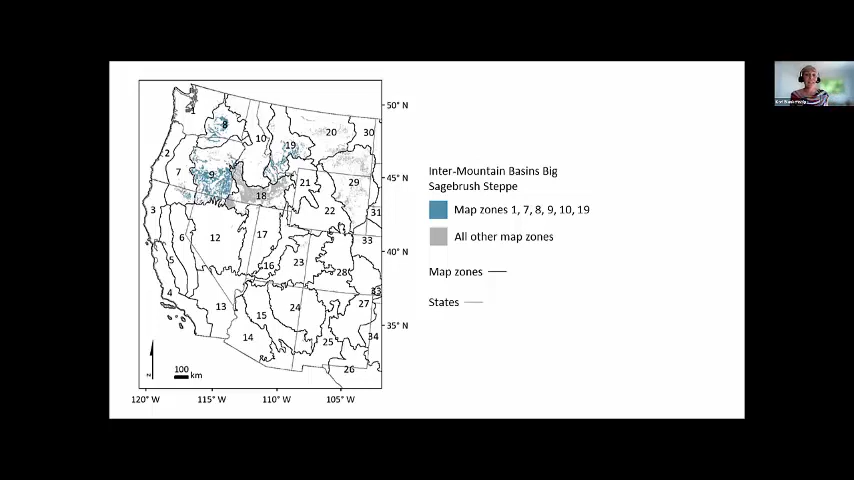 50° N
45° N
40° N
35° N
120° W
115° W
110° W
105° W
1
8
10
20
30
2
7
9
19
18
21
29
3
6
12
17
22
31
33
5
16
23
28
4
13
15
24
27
33
14
25
34
26
N
100 km
Inter-Mountain Basins Big
Sagebrush Steppe
Map zones 1, 7, 8, 9, 10, 19
All other map zones
Map zones
States